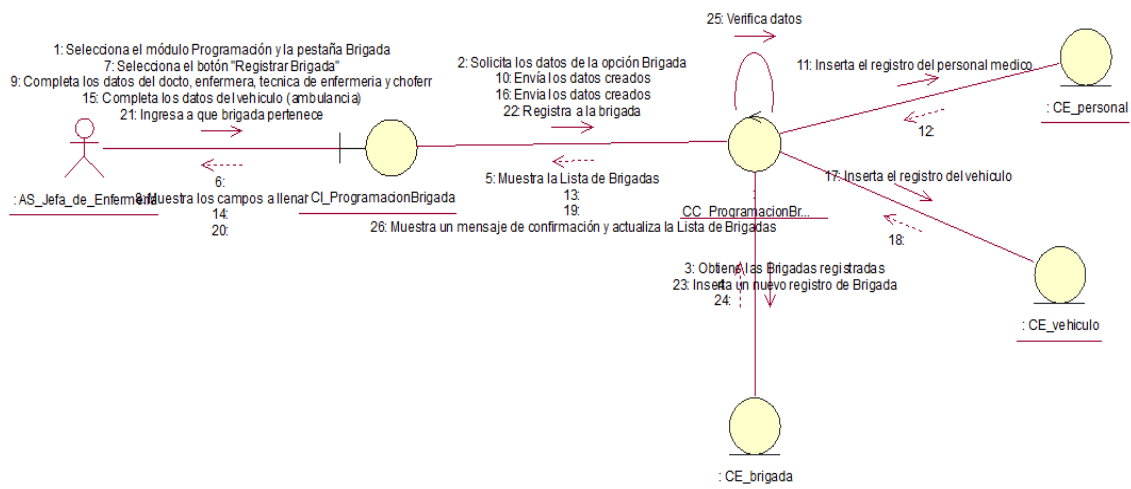 25: Verifica datos
1: Selecciona el módulo Programación y la pestaña Brigada
7: Selecciona el botón "Registrar Brigada"
9: Completa los datos del docto, enfermera, tecnica de enfermeria y choferr
15: Completa los datos del vehiculo (ambulancia)
21: Ingresa a que brigada pertenece
2: Solicita los datos de la opción Brigada
10: Envía los datos creados
16: Envia los datos creados
22: Registra a la brigada
11: Inserta el registro del personal medico
12:
: CE_personal
6:
8: Muestra los campos a llenar
14:
20:
: AS_Jefa_de_Enfermeria
CI_ProgramacionBrigada
5: Muestra la Lista de Brigadas
13:
19:
26: Muestra un mensaje de confirmación y actualiza la Lista de Brigadas
CC_ProgramacionBr...
17: Inserta el registro del vehiculo
18:
: CE_vehiculo
3: Obtiene las Brigadas registradas
23: Inserta un nuevo registro de Brigada
4:
24:
: CE_brigada